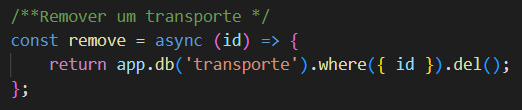 /**Remover um transporte */
const remove = async (id) => {
    return app.db('transporte').where({ id }).del();
};